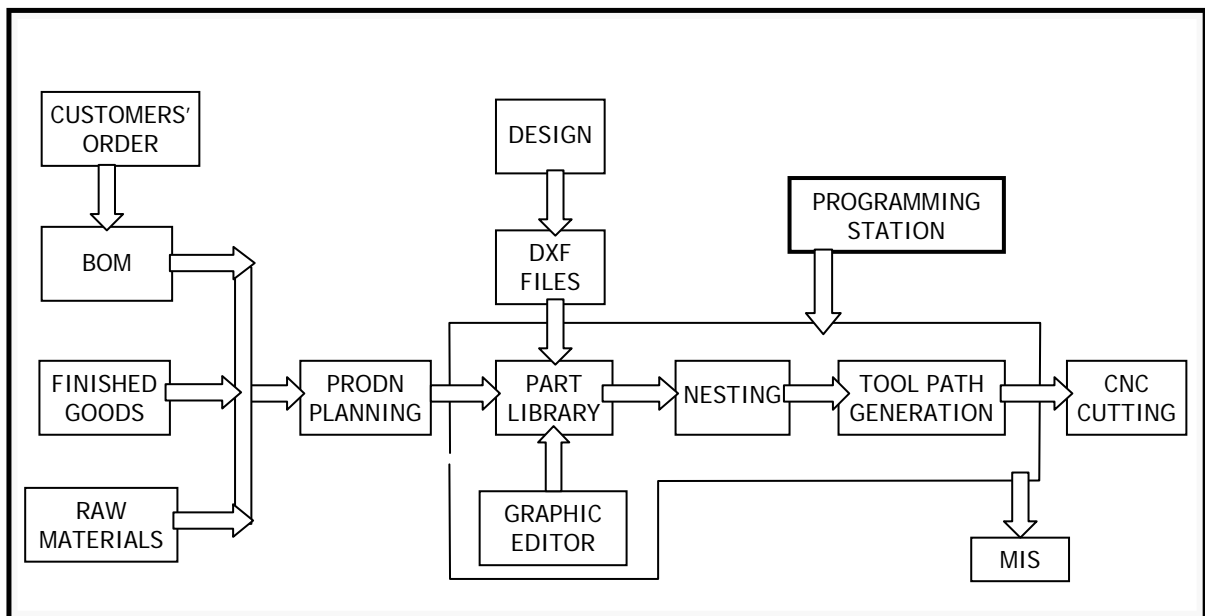 CUSTOMERS'
ORDER
DESIGN
PROGRAMMING
STATION
BOM
DXF
FILES
FINISHED
GOODS
PRODN
PLANNING
PART
LIBRARY
NESTING
TOOL PATH
GENERATION
CNC
CUTTING
RAW
MATERIALS
GRAPHIC
EDITOR
MIS